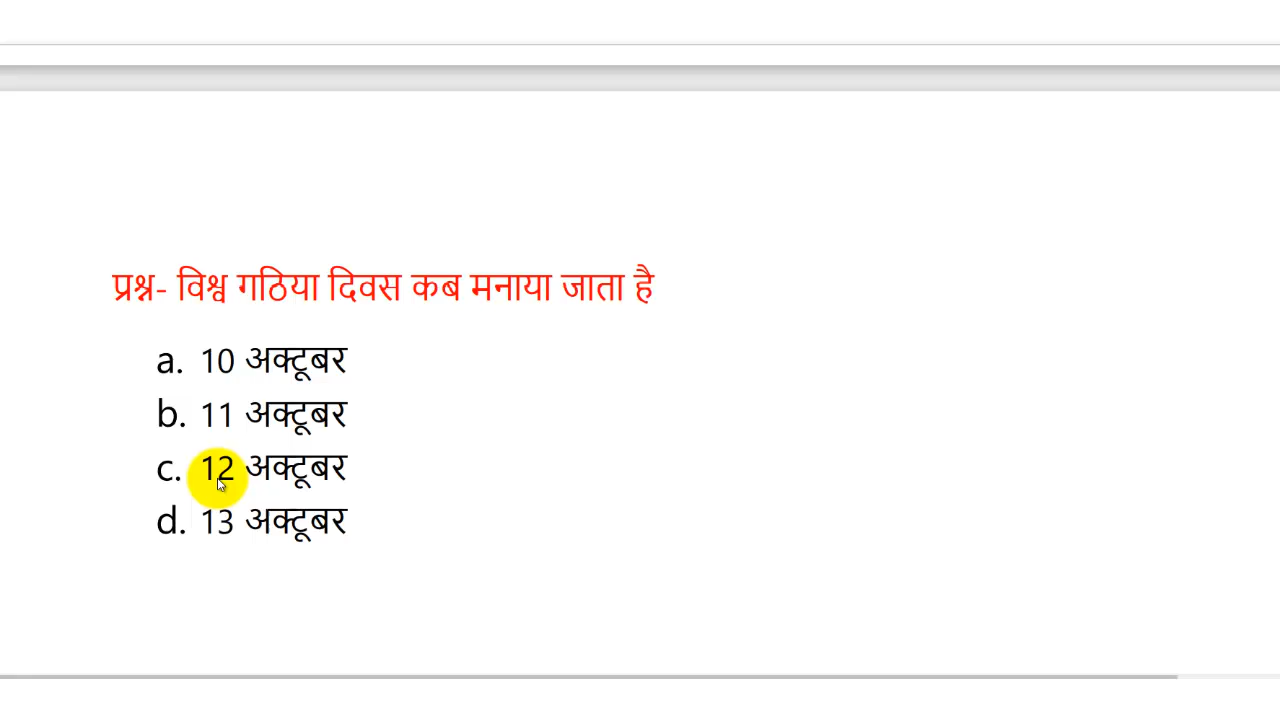 प्रश्न- विश्व गठिया दिवस कब मनाया जाता है
a. 10 अक्टूबर
b. 11 अक्टूबर
c. 12 अक्टूबर
d. 13 अक्टूबर